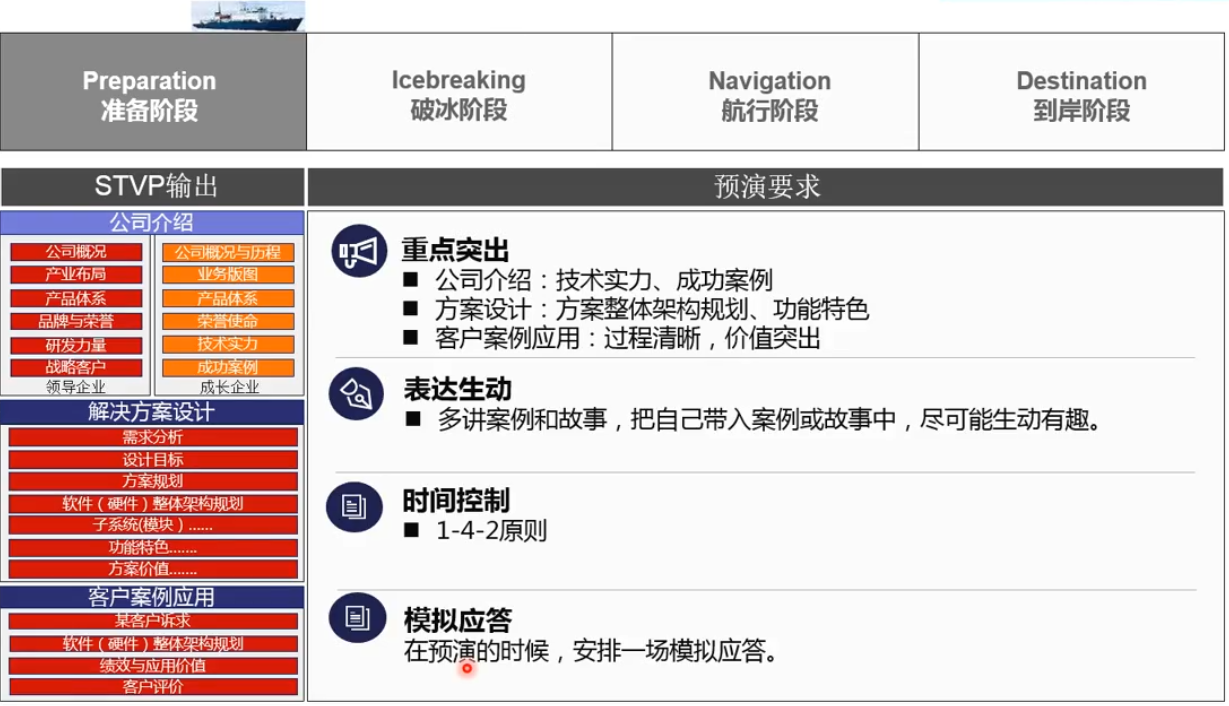 Preparation
准备阶段
Icebreaking
破冰阶段
Navigation
航行阶段
Destination
到岸阶段
STVP输出
公司介绍
公司概况
产业布局
产品体系
品牌与荣誉
研发力量
战略客户
领导企业
公司概况与历程
业务版图
产品体系
荣誉使命
技术实力
成功案例
成长企业
解决方案设计
需求分析
设计目标
方案规划
软件（硬件）整体架构规划
子系统(模块）......
功能特色.......
方案价值.......
客户案例应用
某客户诉求
软件（硬件）整体架构规划
绩效与应用价值
客户评价
预演要求
重点突出
■ 公司介绍：技术实力、成功案例
■ 方案设计：方案整体架构规划、功能特色
■ 客户案例应用：过程清晰，价值突出
表达生动
■ 多讲案例和故事，把自己带入案例或故事中，尽可能生动有趣。
时间控制
■ 1-4-2原则
模拟应答
在预演的时候，安排一场模拟应答。